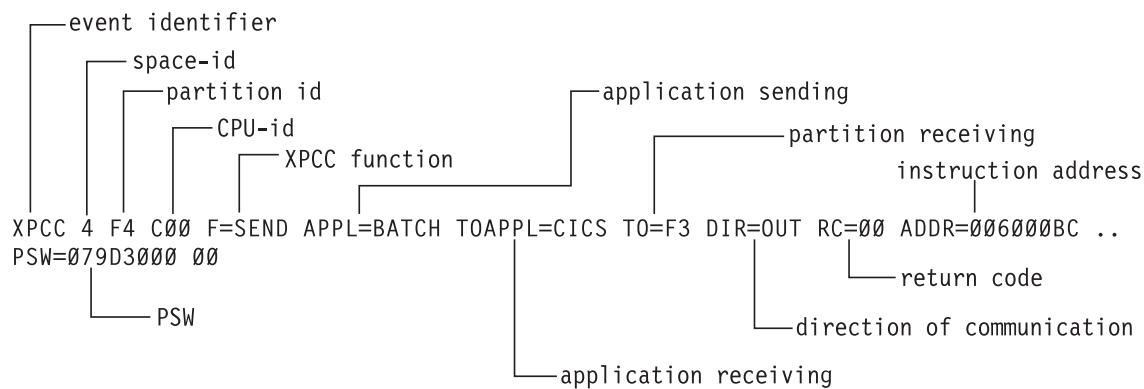 event identifier
space-id
partition id
application sending
CPU-id
partition receiving
XPCC function
instruction address
XPCC 4 F4 C00 F=SEND APPL=BATCH TOAPPL=CICS TO=F3 DIR=OUT RC=00 ADDR=006000BC ..
PSW=079D3000 00
return code
PSW
direction of communication
application receiving